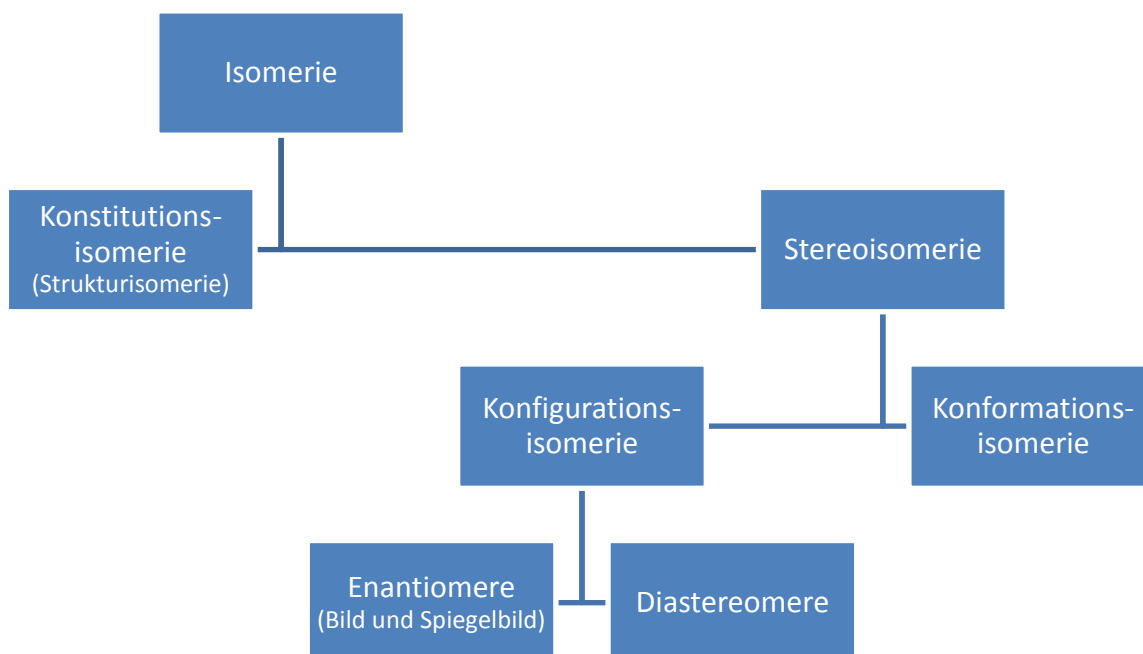 Isomerie
Konstitutions-
isomerie
(Strukturisomerie)
Stereoisomerie
Konfigurations-
isomerie
Konformations-
isomerie
Enantiomere
(Bild und Spiegelbild)
Diastereomere